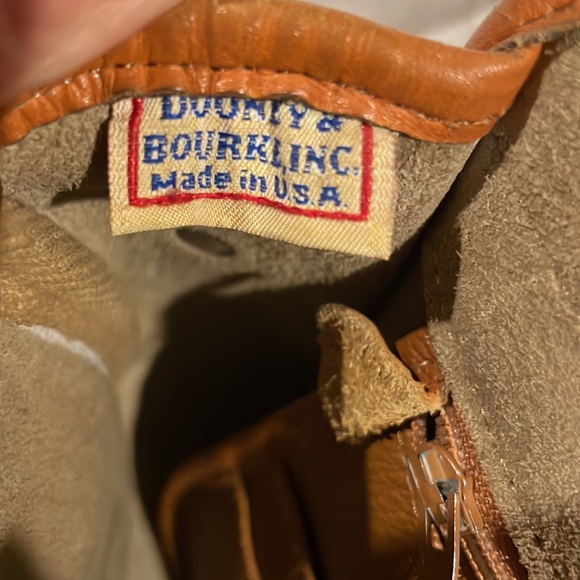 DOONEY &
BOURKE, INC.
Made in U.S.A.